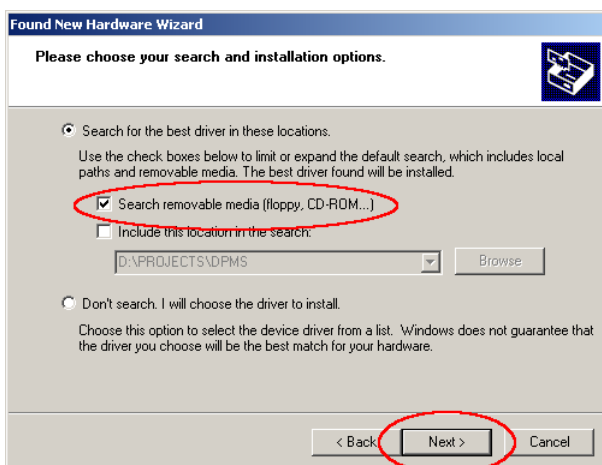 Found New Hardware Wizard
Please choose your search and installation options.
Search for the best driver in these locations.
Use the check boxes below to limit or expand the default search, which includes local
paths and removable media. The best driver found will be installed.
Search removable media (floppy, CD-ROM...)
Include this location in the search:
D:\PROJECTS\DPMS
Browse
Don't search. I will choose the driver to install.
Choose this option to select the device driver from a list. Windows does not guarantee that
the driver you choose will be the best match for your hardware.
< Back Next > Cancel